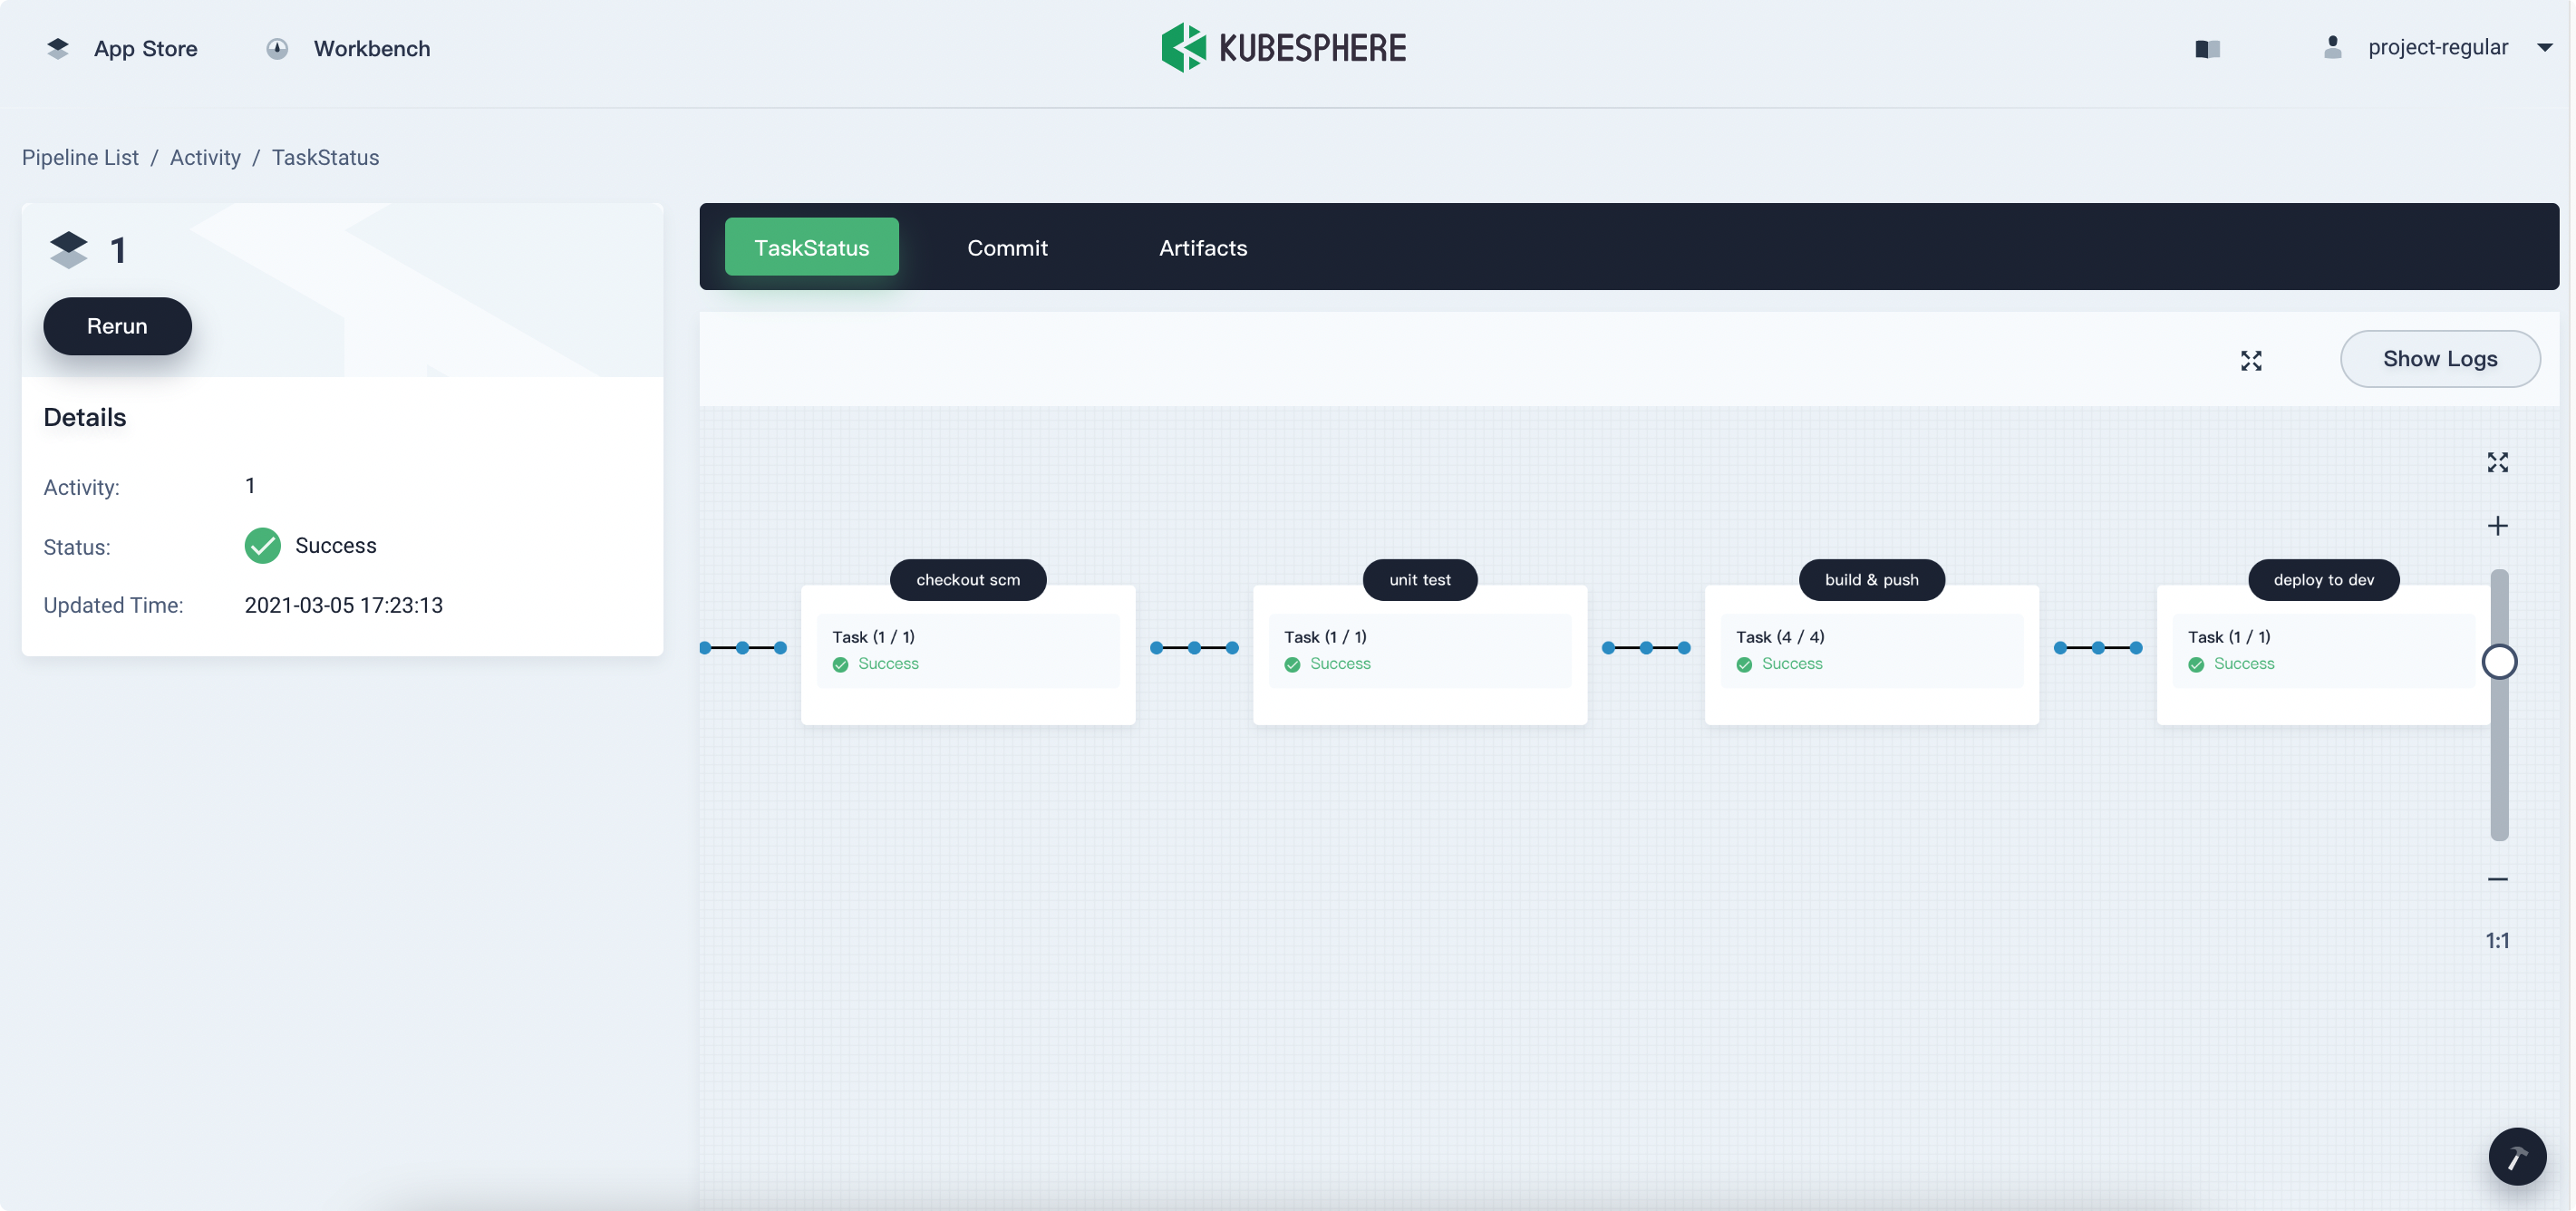 App Store Workbench KUBESPHERE project-regular
Pipeline List / Activity / TaskStatus
1
Rerun
Details
Activity: 1
Status: Success
Updated Time: 2021-03-05 17:23:13
TaskStatus Commit Artifacts
Show Logs
checkout scm
Task (1 / 1)
Success
unit test
Task (1 / 1)
Success
build & push
Task (4 / 4)
Success
deploy to dev
Task (1 / 1)
Success
1:1